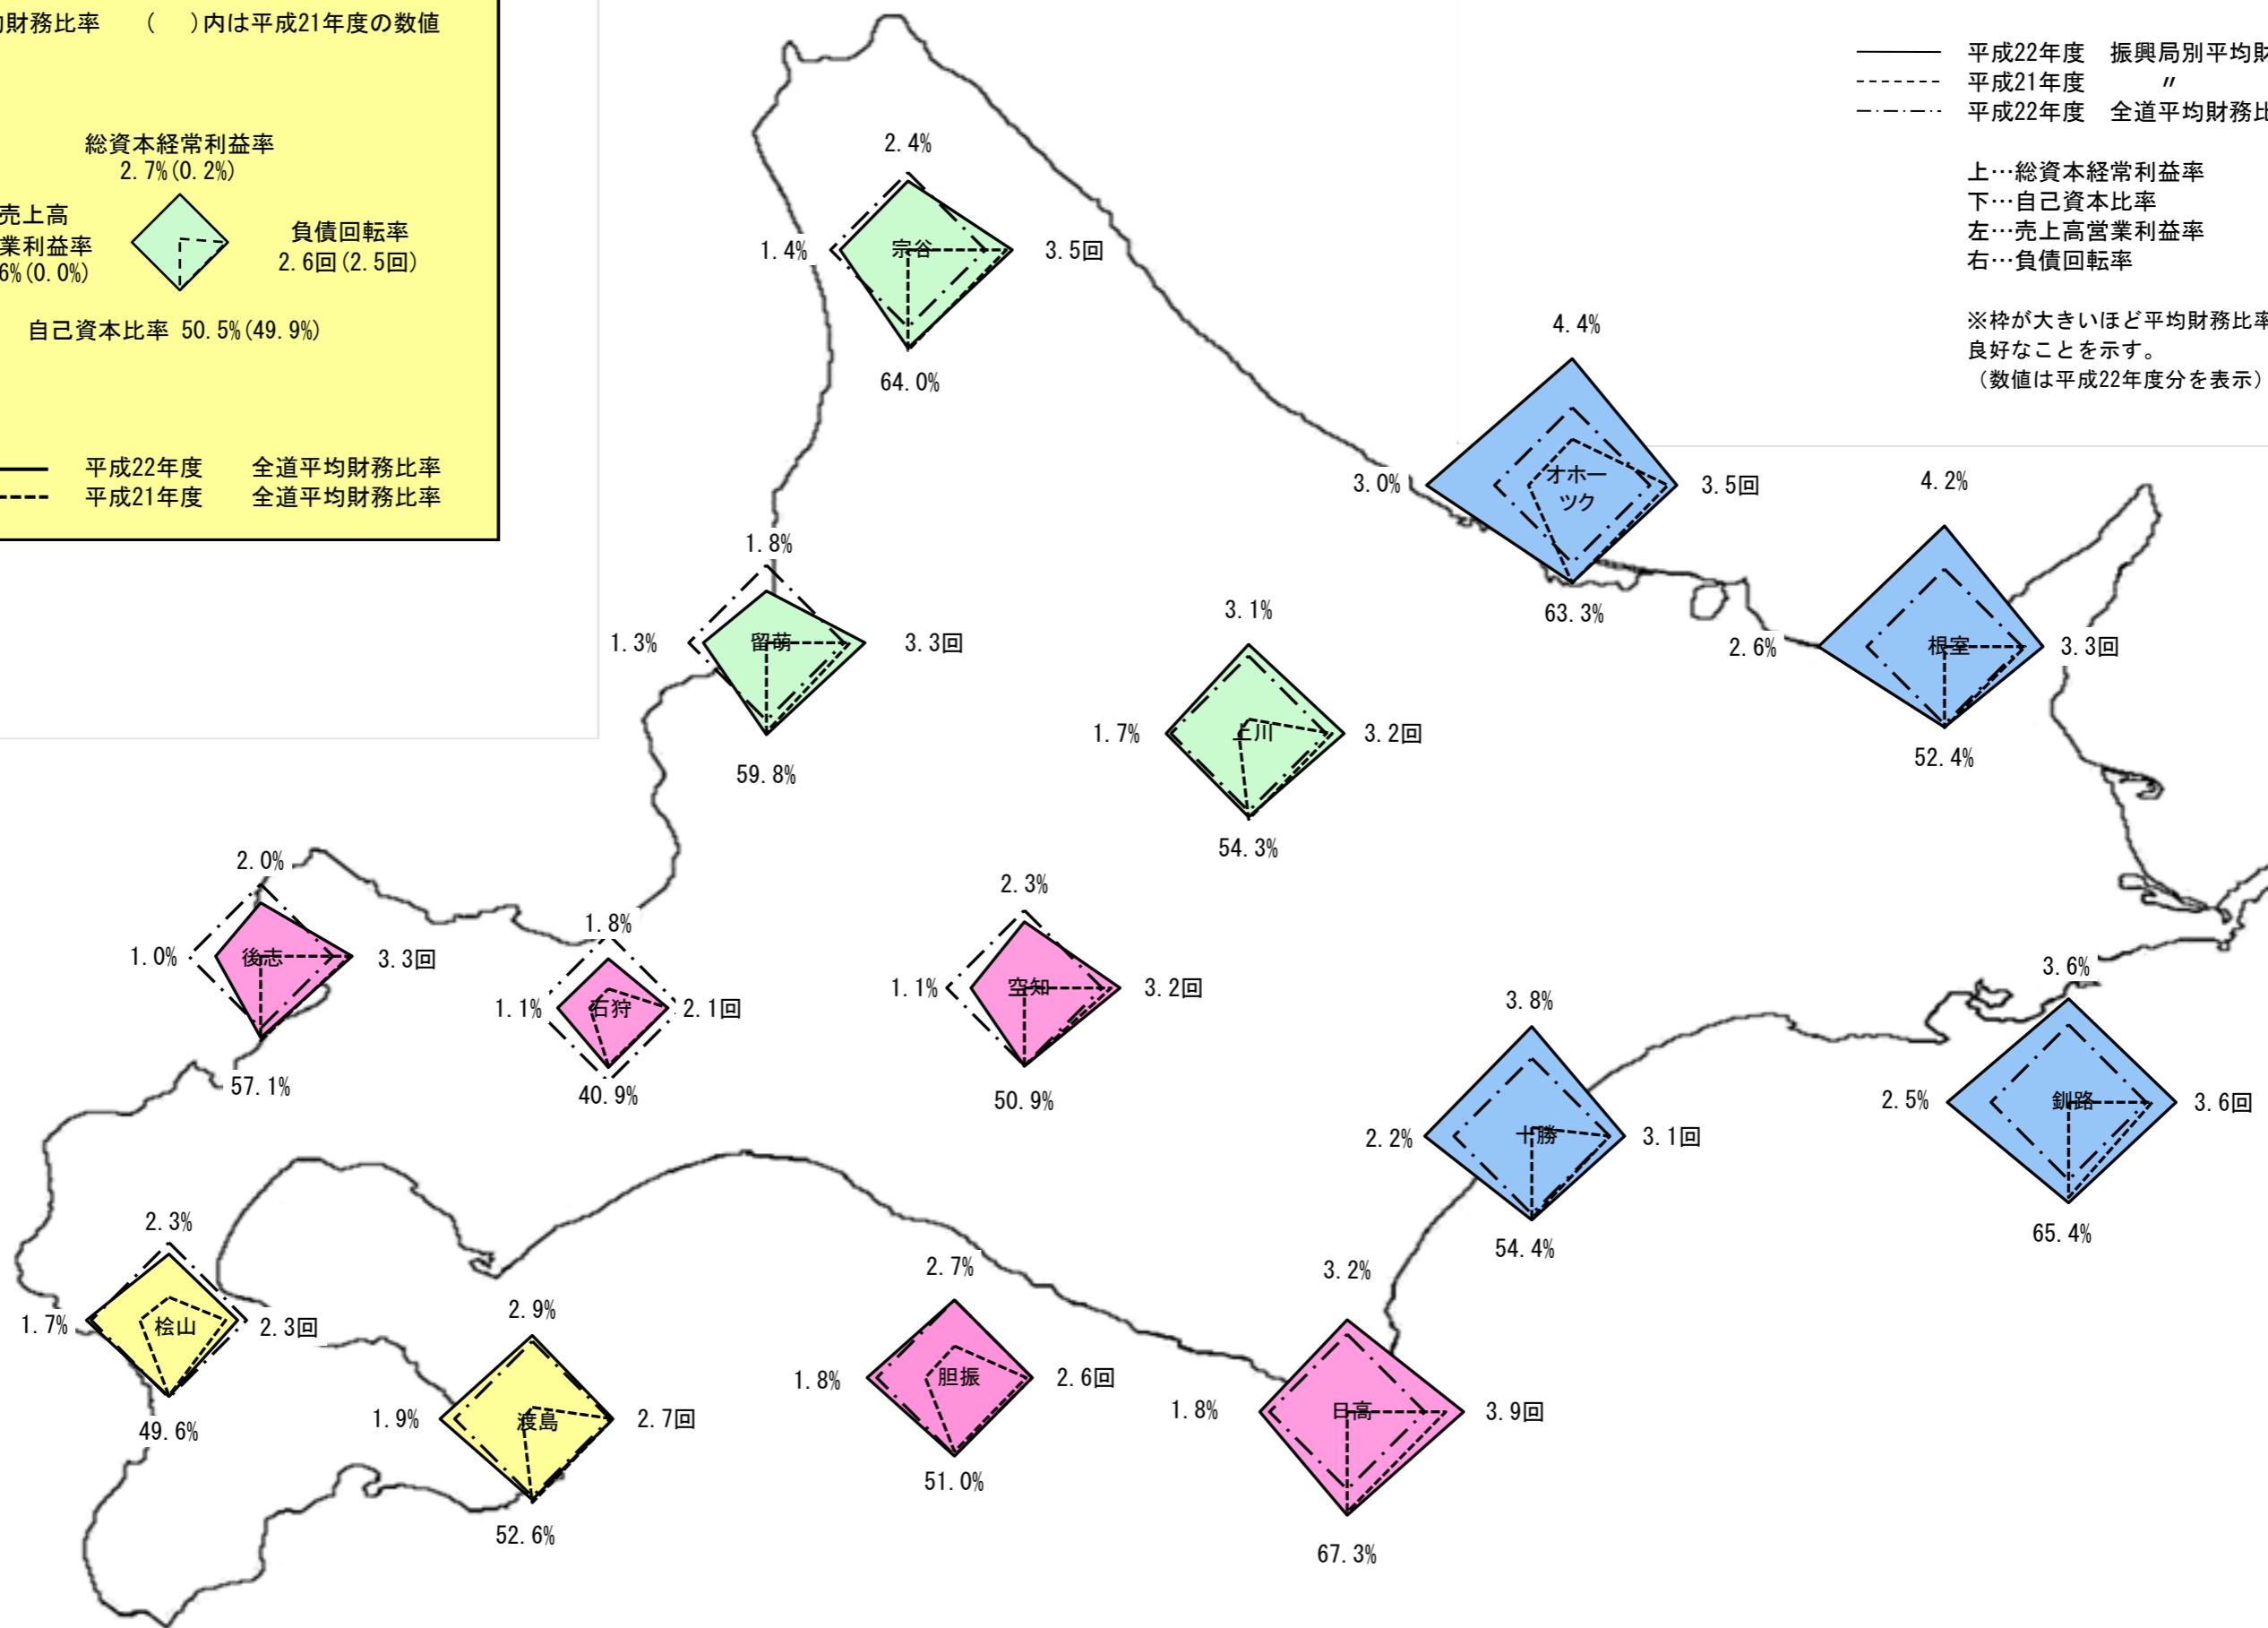 財務比率 ( )内は平成21年度の数値
総資本経常利益率
2.7%(0.2%)
売上高
業利益率
6%(0.0%)
負債回転率
2.6回(2.5回)
自己資本比率 50.5%(49.9%)
平成22年度 全道平均財務比率
平成21年度 全道平均財務比率
平成22年度 振興局別平均財
平成21年度 〃
平成22年度 全道平均財務比
上…総資本経常利益率
下…自己資本比率
左…売上高営業利益率
右…負債回転率
※枠が大きいほど平均財務比率
良好なことを示す。
(数値は平成22年度分を表示)
2.4%
1.4%
宗谷
3.5回
64.0%
4.4%
3.0%
オホー
ツク
3.5回
63.3%
4.2%
2.6%
根室
3.3回
52.4%
1.8%
1.3%
留萌
3.3回
59.8%
3.1%
1.7%
上川
3.2回
54.3%
2.0%
1.0%
後志
3.3回
57.1%
1.8%
1.1%
石狩
2.1回
40.9%
2.3%
1.1%
空知
3.2回
50.9%
3.8%
2.2%
十勝
3.1回
54.4%
3.6%
2.5%
釧路
3.6回
65.4%
2.3%
1.7%
桧山
2.3回
49.6%
2.9%
1.9%
渡島
2.7回
52.6%
2.7%
1.8%
胆振
2.6回
51.0%
3.2%
1.8%
日高
3.9回
67.3%